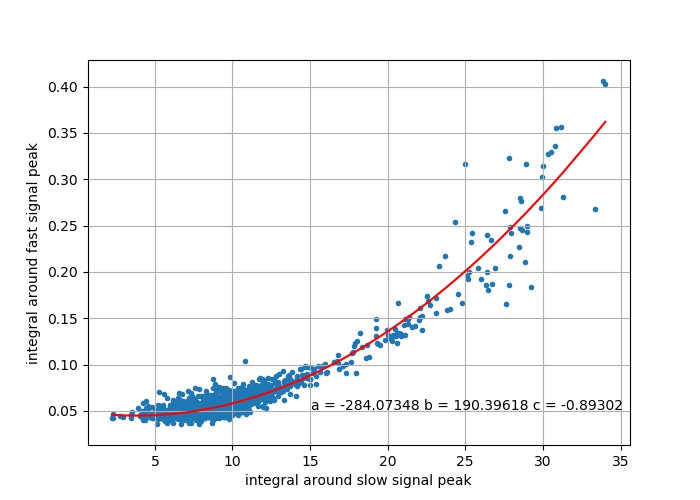 0.40
0.35
0.30
0.25
0.20
0.15
0.10
0.05
integral around fast signal peak
a = -284.07348 b = 190.39618 c = -0.89302
5 10 15 20 25 30 35
integral around slow signal peak